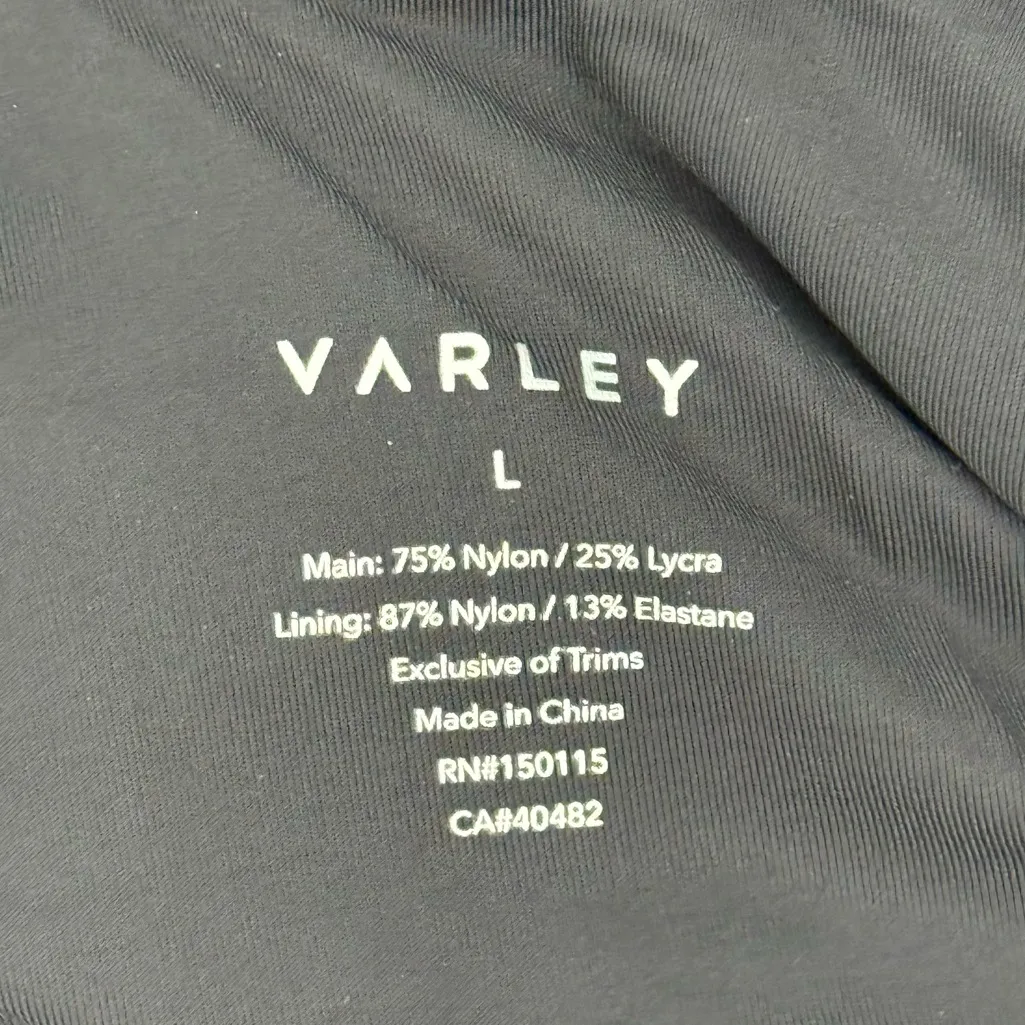 VARLEY
L
Main: 75% Nylon / 25% Lycra
Lining: 87% Nylon / 13% Elastane
Exclusive of Trims
Made in China
RN#150115
CA#40482